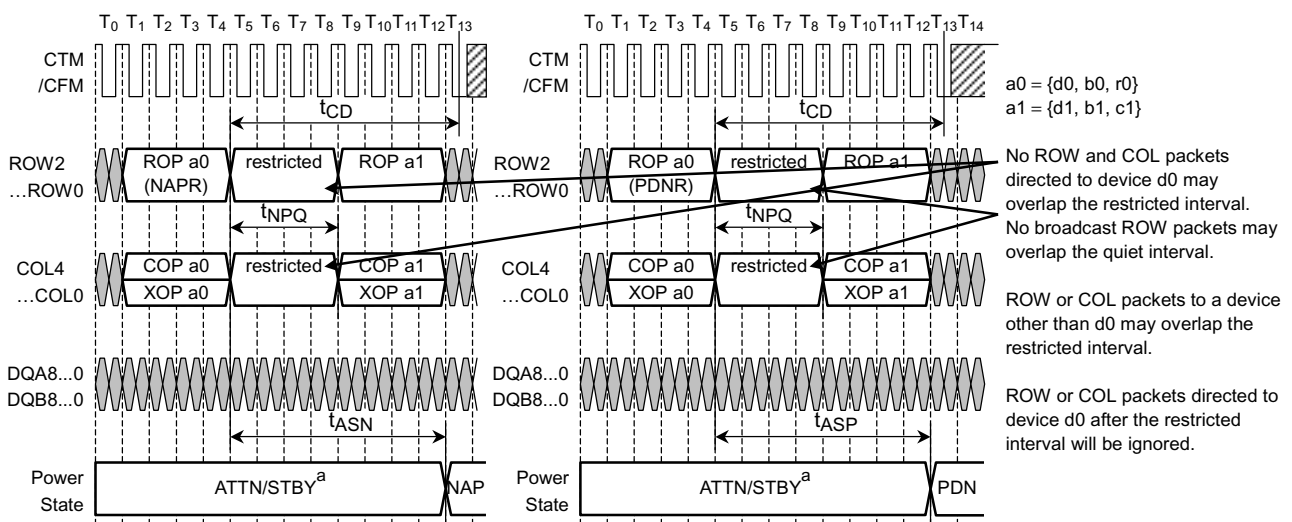 T0 T1 T2 T3 T4 T5 T6 T7 T8 T9 T10 T11 T12 T13
CTM
/CFM
tCD
ROW2
…ROW0
ROP a0
(NAPR)
restricted
ROP a1
tNPQ
COL4
…COL0
COP a0
XOP a0
restricted
COP a1
XOP a1
DQA8...0
DQB8...0
tASN
Power
State
ATTN/STBYa
NAP
T0 T1 T2 T3 T4 T5 T6 T7 T8 T9 T10 T11 T12 T13 T14
CTM
/CFM
tCD
ROW2
…ROW0
ROP a0
(PDNR)
restricted
ROP a1
tNPQ
COL4
…COL0
COP a0
XOP a0
restricted
COP a1
XOP a1
DQA8...0
DQB8...0
tASP
Power
State
ATTN/STBYa
PDN
a0 = {d0, b0, r0}
a1 = {d1, b1, c1}
No ROW and COL packets
directed to device d0 may
overlap the restricted interval.
No broadcast ROW packets may
overlap the quiet interval.
ROW or COL packets to a device
other than d0 may overlap the
restricted interval.
ROW or COL packets directed to
device d0 after the restricted
interval will be ignored.